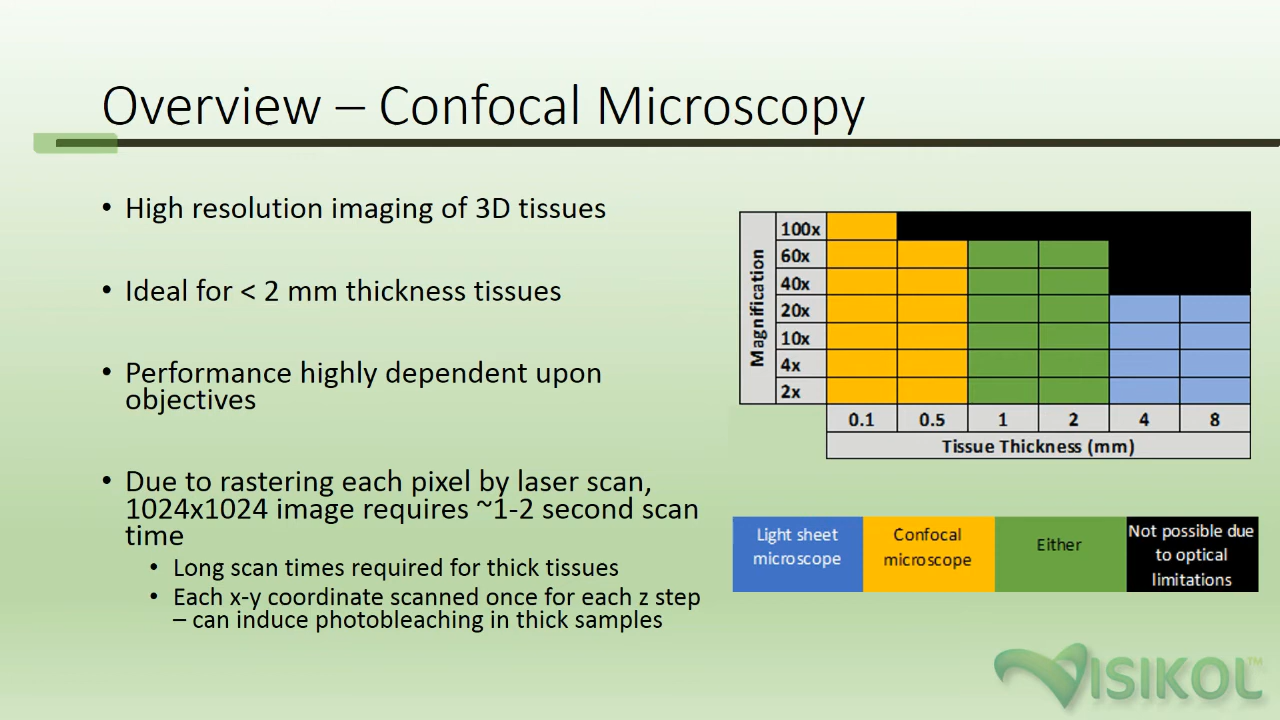 Overview – Confocal Microscopy
• High resolution imaging of 3D tissues
• Ideal for < 2 mm thickness tissues
• Performance highly dependent upon
objectives
• Due to rastering each pixel by laser scan,
1024x1024 image requires ~1-2 second scan
time
• Long scan times required for thick tissues
• Each x-y coordinate scanned once for each z step
– can induce photobleaching in thick samples
Magnification
100x
60x
40x
20x
10x
4x
2x
0.1 0.5 1 2 4 8
Tissue Thickness (mm)
Light sheet
microscope
Confocal
microscope
Either
Not possible due
to optical
limitations
VISIKOL™